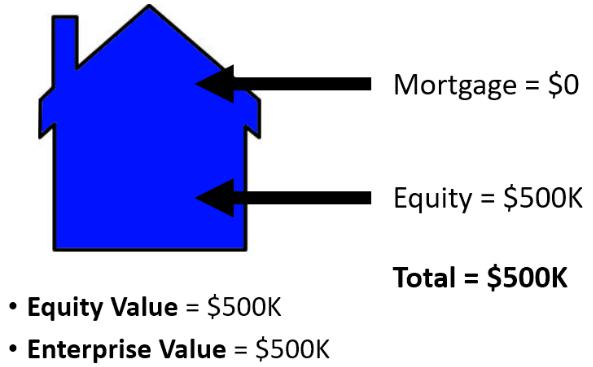 Mortgage = $0
Equity = $500K
Total = $500K
• Equity Value = $500K
• Enterprise Value = $500K